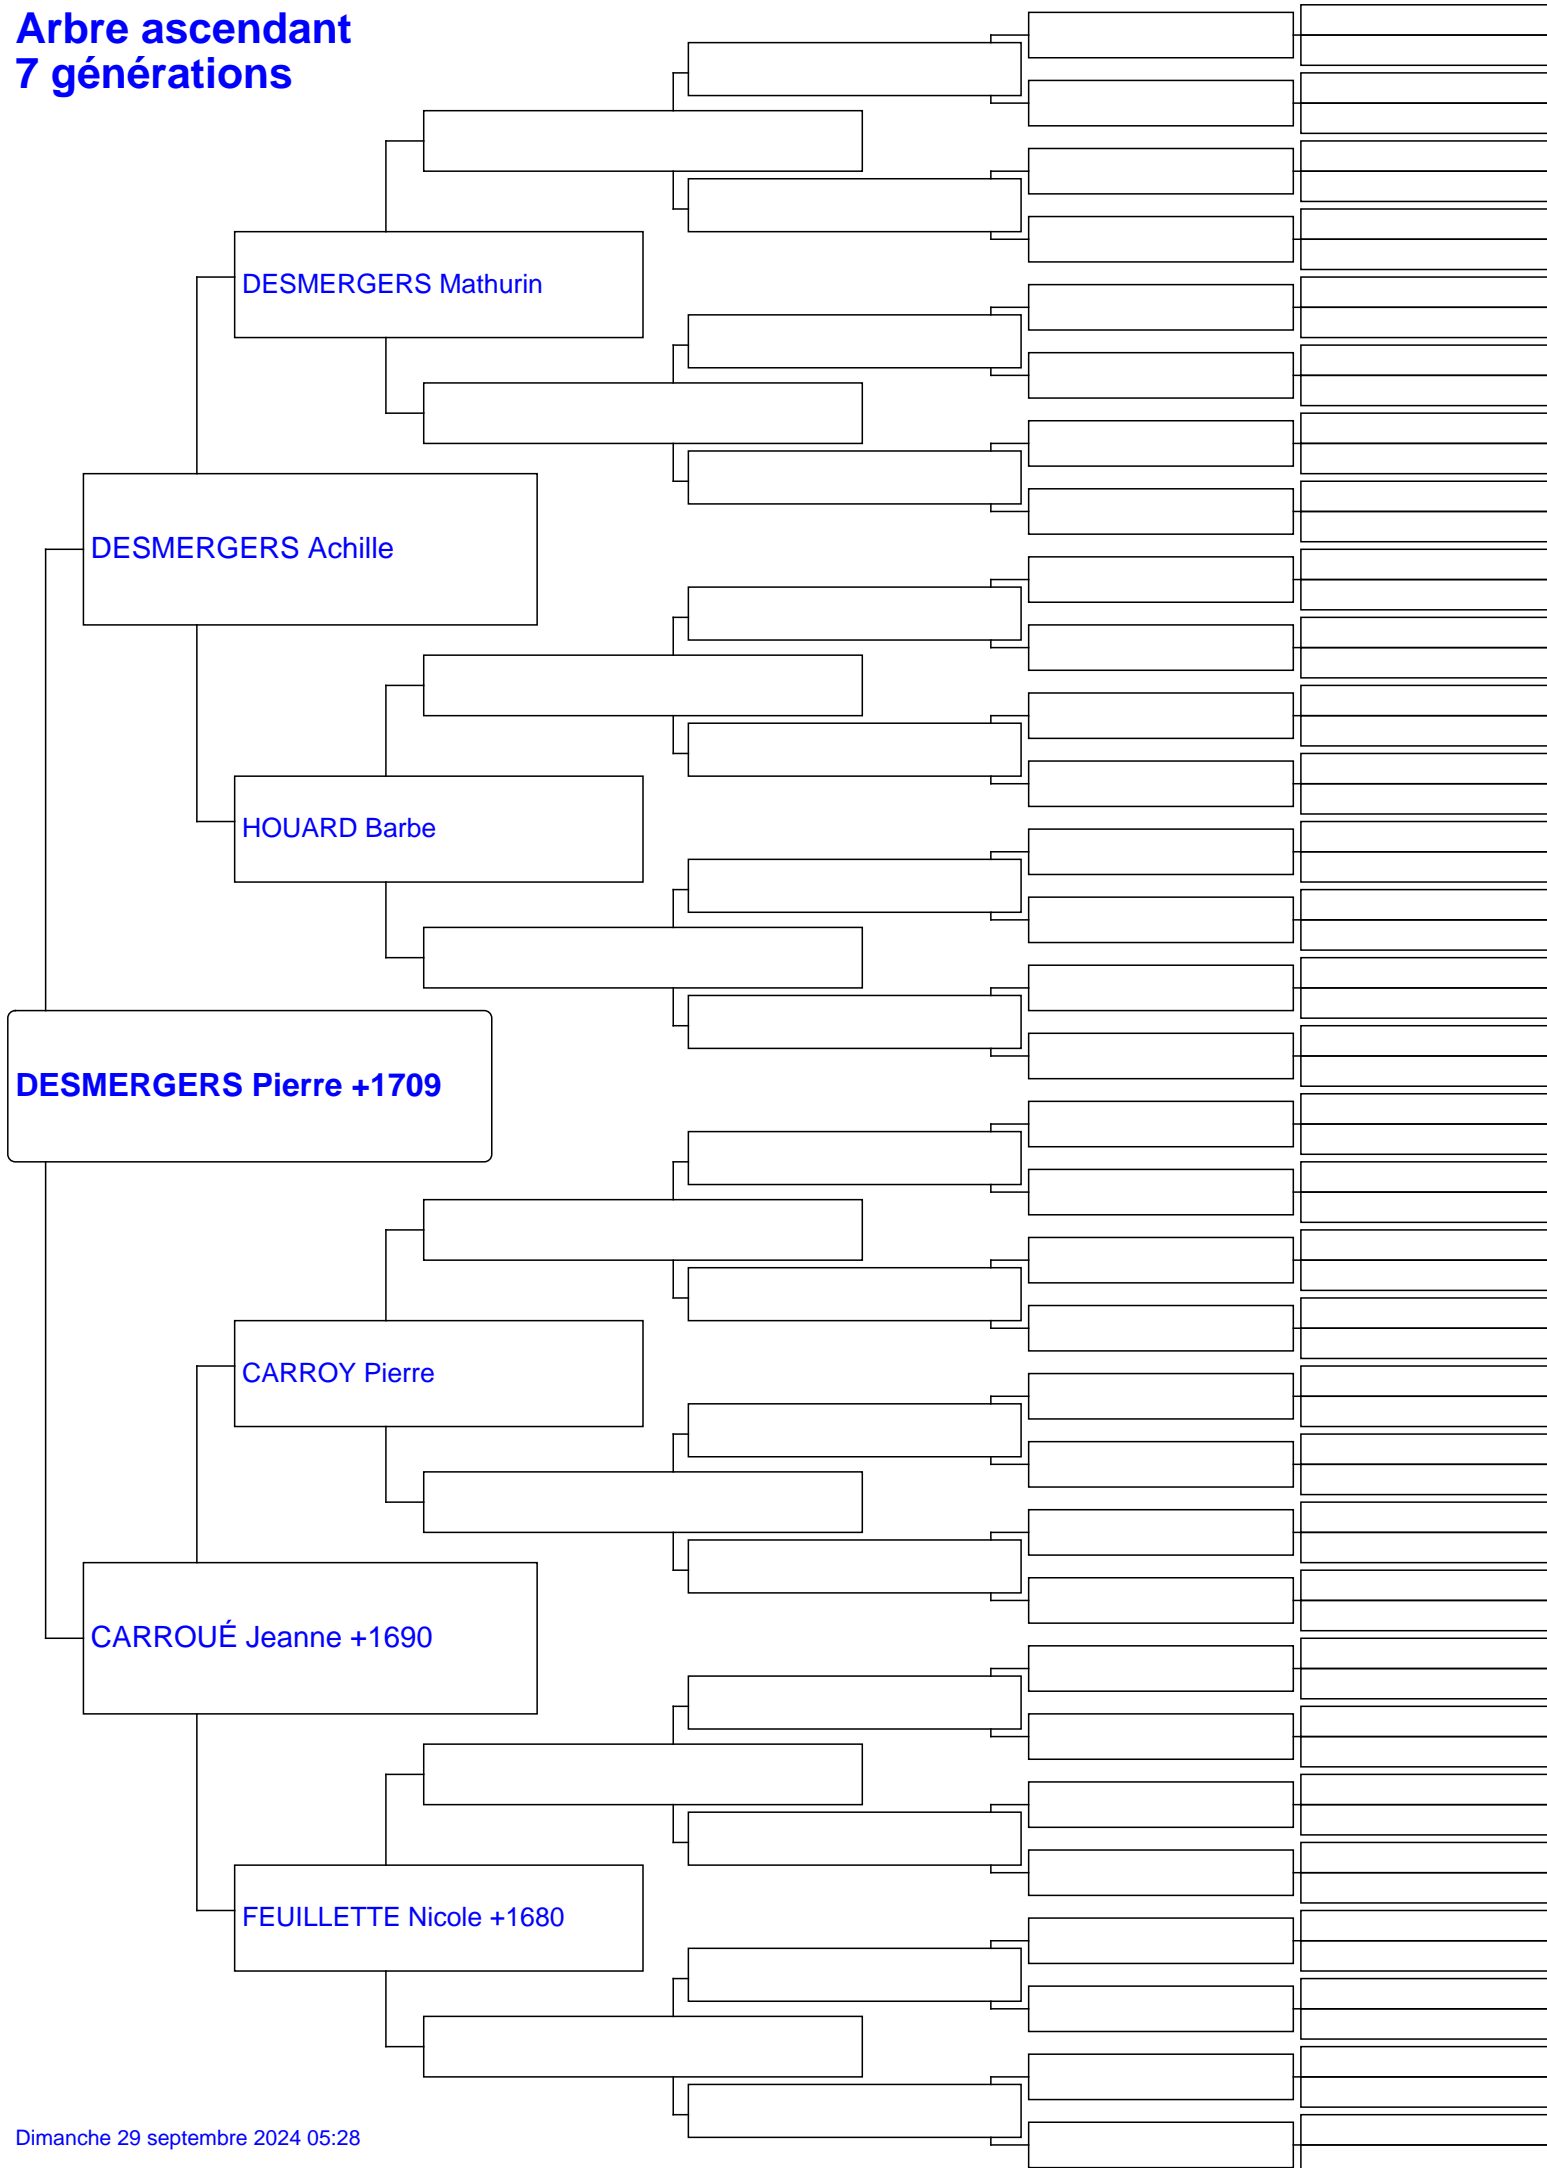 Arbre ascendant
7 générations
DESMERGERS Mathurin
DESMERGERS Achille
HOUARD Barbe
DESMERGERS Pierre +1709
CARROY Pierre
CARROUÉ Jeanne +1690
FEUILLETTE Nicole +1680
Dimanche 29 septembre 2024 05:28